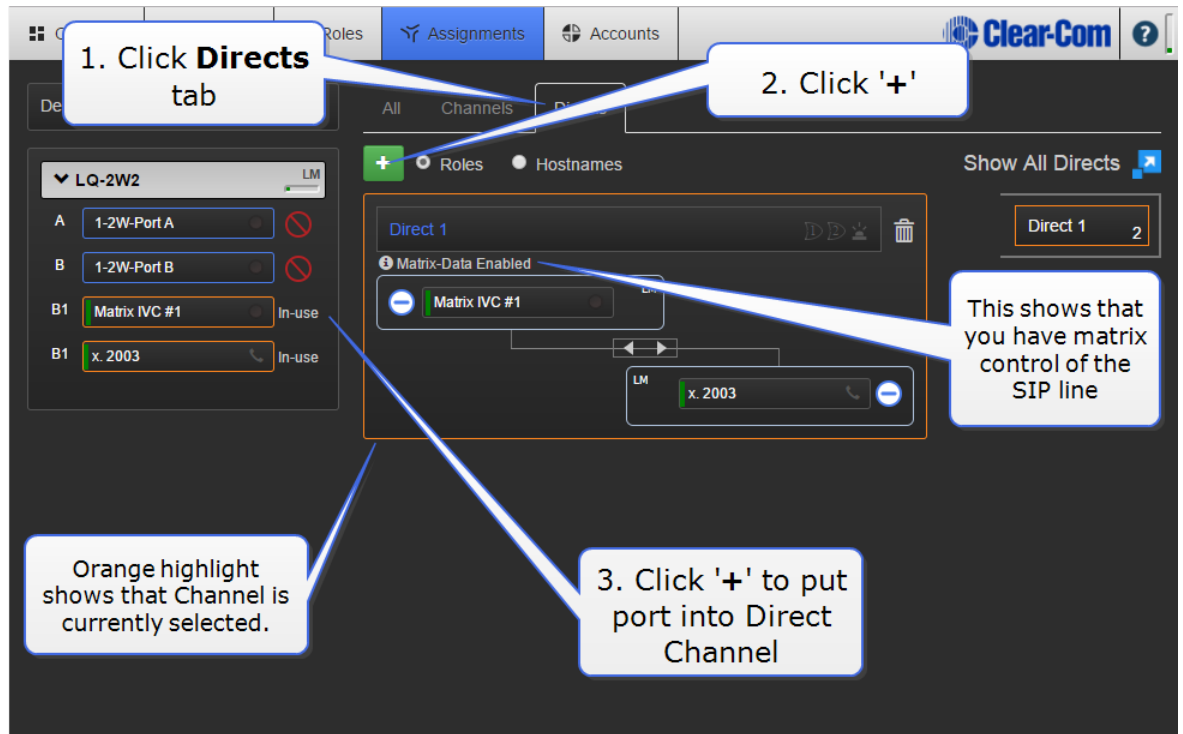 Roles
Assignments
Accounts
Clear-Com
?
1. Click Directs
tab
2. Click '+'
All
Channels
+
Roles
Hostnames
Show All Directs
LQ-2W2
LM
A
1-2W-Port A
B
1-2W-Port B
B1
Matrix IVC #1
In-use
B1
x. 2003
In-use
Direct 1
Matrix-Data Enabled
Matrix IVC #1
LM
x. 2003
Direct 1
2
This shows that
you have matrix
control of the
SIP line
Orange highlight
shows that Channel is
currently selected.
3. Click '+' to put
port into Direct
Channel